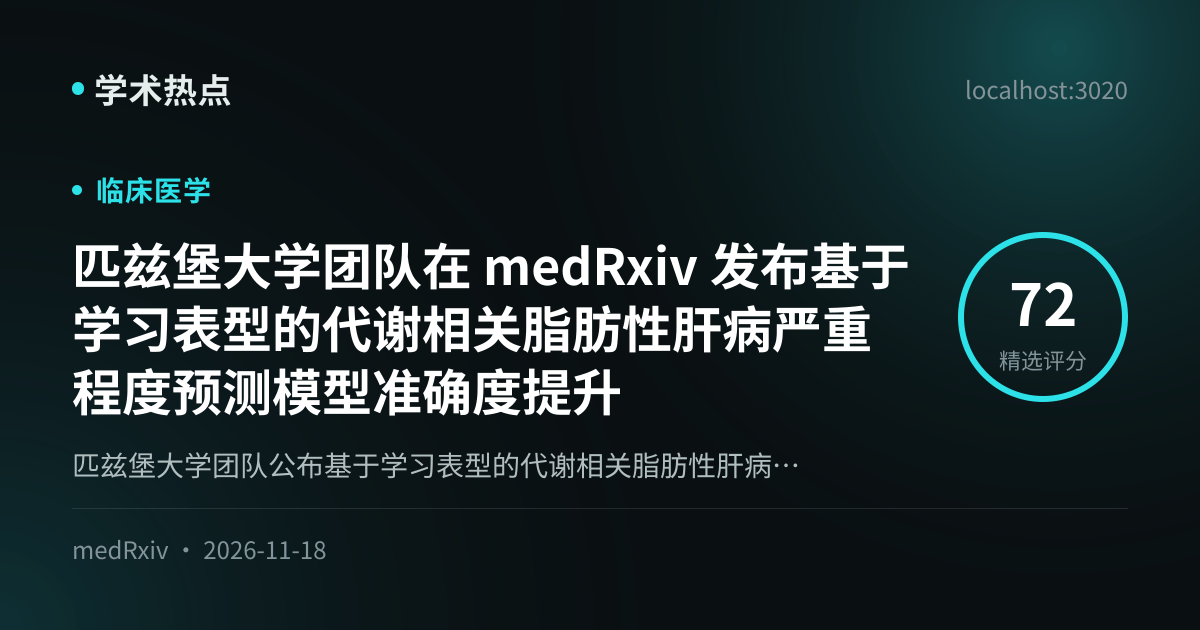 学术热点
localhost:3020
临床医学
匹兹堡大学团队在 medRxiv 发布基于
学习表型的代谢相关脂肪性肝病严重
程度预测模型准确度提升
72
精选评分
匹兹堡大学团队公布基于学习表型的代谢相关脂肪性肝病…
medRxiv · 2026-11-18